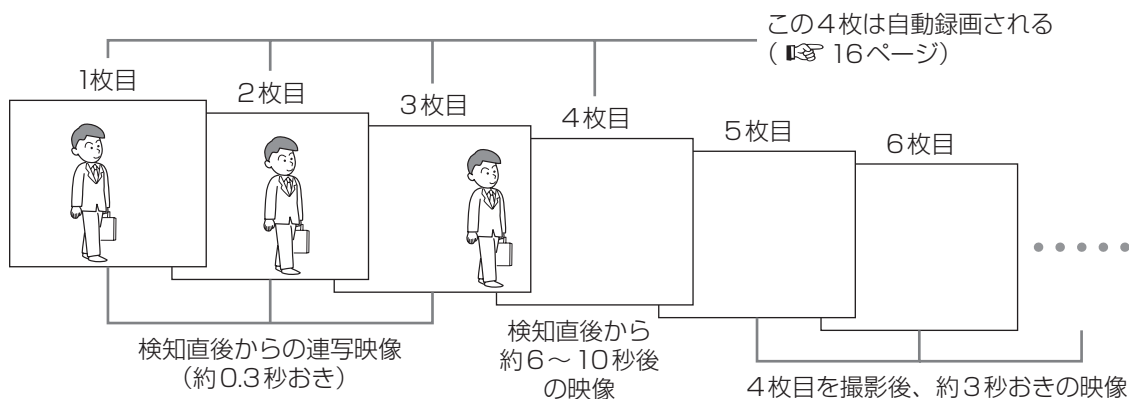 この4枚は自動録画される
(☞ 16ページ)
1枚目
2枚目
3枚目
4枚目
5枚目
6枚目
検知直後からの連写映像
(約0.3秒おき)
検知直後から
約6～10秒後
の映像
4枚目を撮影後、約3秒おきの映像